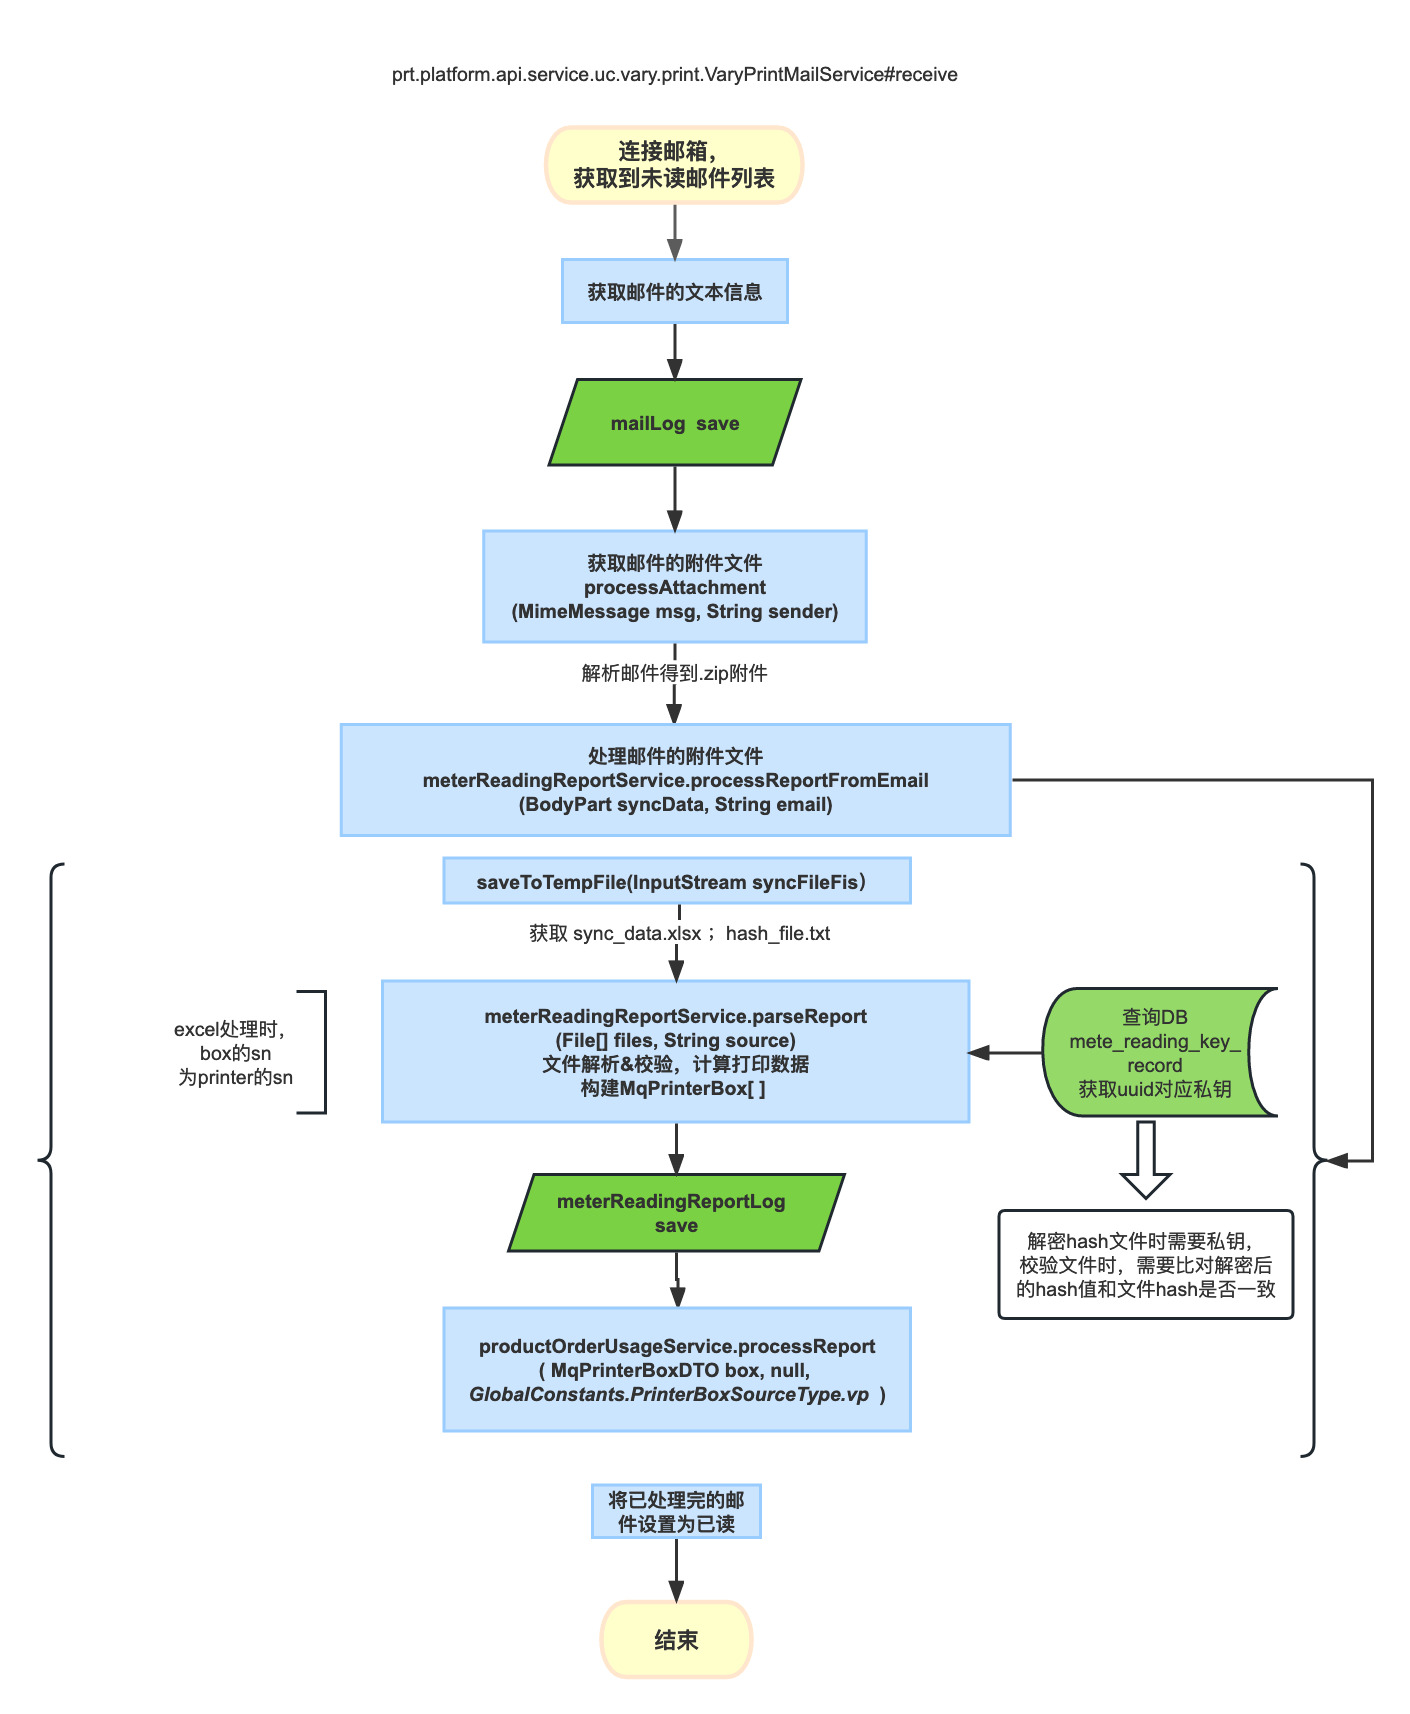 prt.platform.api.service.uc.vary.print.VaryPrintMailService#receive
连接邮箱，
获取到未读邮件列表
获取邮件的文本信息
mailLog save
获取邮件的附件文件
processAttachment
(MimeMessage msg, String sender)
解析邮件得到.zip附件
处理邮件的附件文件
meterReadingReportService.processReportFromEmail
(BodyPart syncData, String email)
saveToTempFile(InputStream syncFileFis）
获取 sync_data.xlsx； hash_file.txt
excel处理时，
box的sn
为printer的sn
meterReadingReportService.parseReport
(File[] files, String source)
文件解析&校验，计算打印数据
构建MqPrinterBox[ ]
查询DB
mete_reading_key_
record
获取uuid对应私钥
meterReadingReportLog
save
解密hash文件时需要私钥，
校验文件时，需要比对解密后
的hash值和文件hash是否一致
productOrderUsageService.processReport
( MqPrinterBoxDTO box, null,
GlobalConstants.PrinterBoxSourceType.vp )
将已处理完的邮
件设置为已读
结束